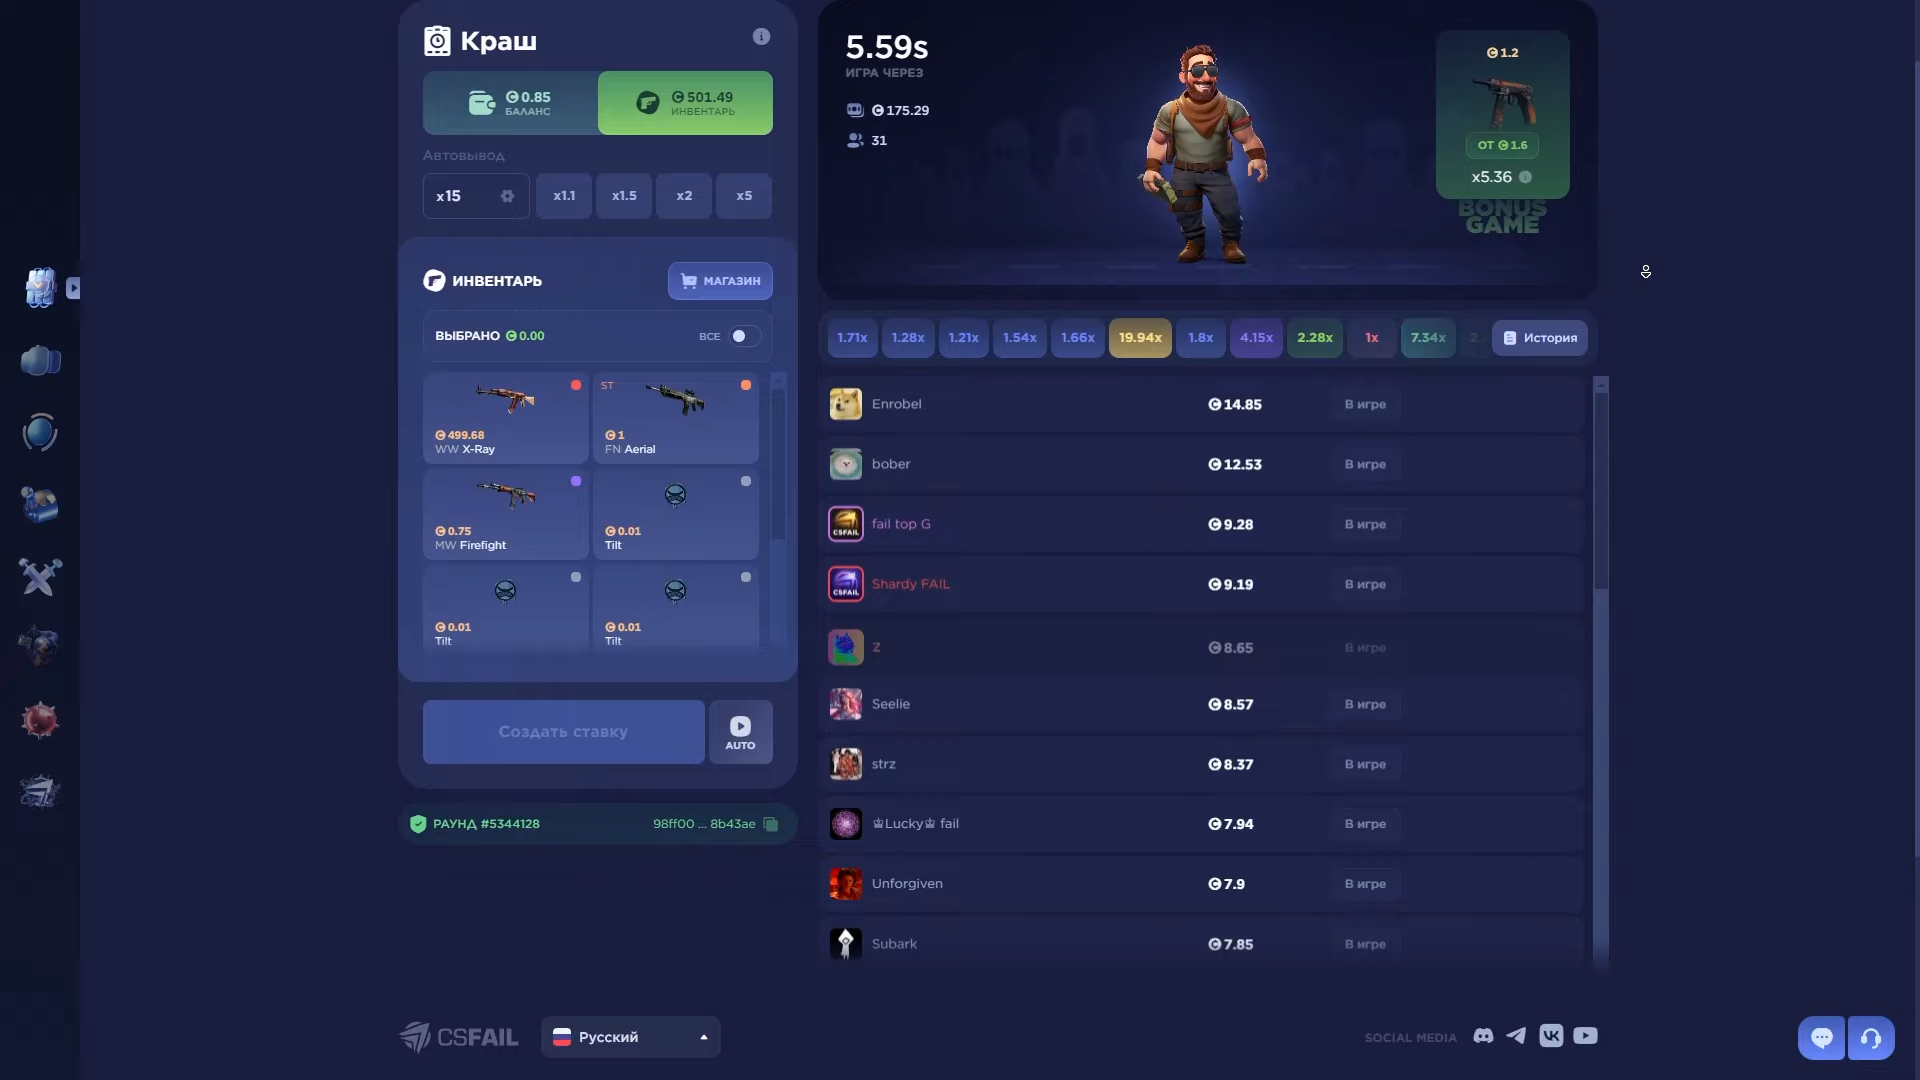 Краш
0.85
БАЛАНС
501.49
ИНВЕНТАРЬ
Автовывод
x15
x1.1
x1.5
x2
x5
ИНВЕНТАРЬ
МАГАЗИН
ВЫБРАНО 0.00
ВСЕ
499.68
WW X-Ray
ST
1
FN Aerial
0.75
MW Firefight
0.01
Tilt
0.01
Tilt
0.01
Tilt
Создать ставку
AUTO
РАУНД #5344128
98ff00 ... 8b43ae
5.59s
ИГРА ЧЕРЕЗ
175.29
31
1.2
ОТ 1.6
x5.36
BONUS
GAME
1.71x
1.28x
1.21x
1.54x
1.66x
19.94x
1.8x
4.15x
2.28x
1x
7.34x
История
Enrobel 14.85 В игре
bober 12.53 В игре
CSFAIL
fail top G 9.28 В игре
CSFAIL
Shardy FAIL 9.19 В игре
Z 8.65 В игре
Seelie 8.57 В игре
strz 8.37 В игре
♕Lucky♕ fail 7.94 В игре
Unforgiven 7.9 В игре
Subark 7.85 В игре
CSFAIL
Русский
SOCIAL MEDIA